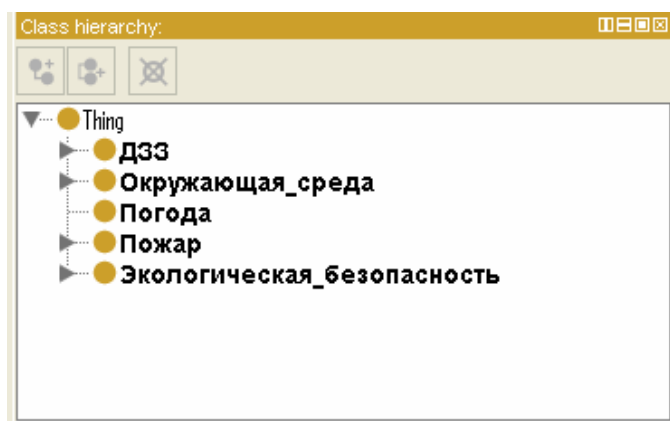 Class hierarchy:
Thing
ДЗЗ
Окружающая_среда
Погода
Пожар
Экологическая_безопасность